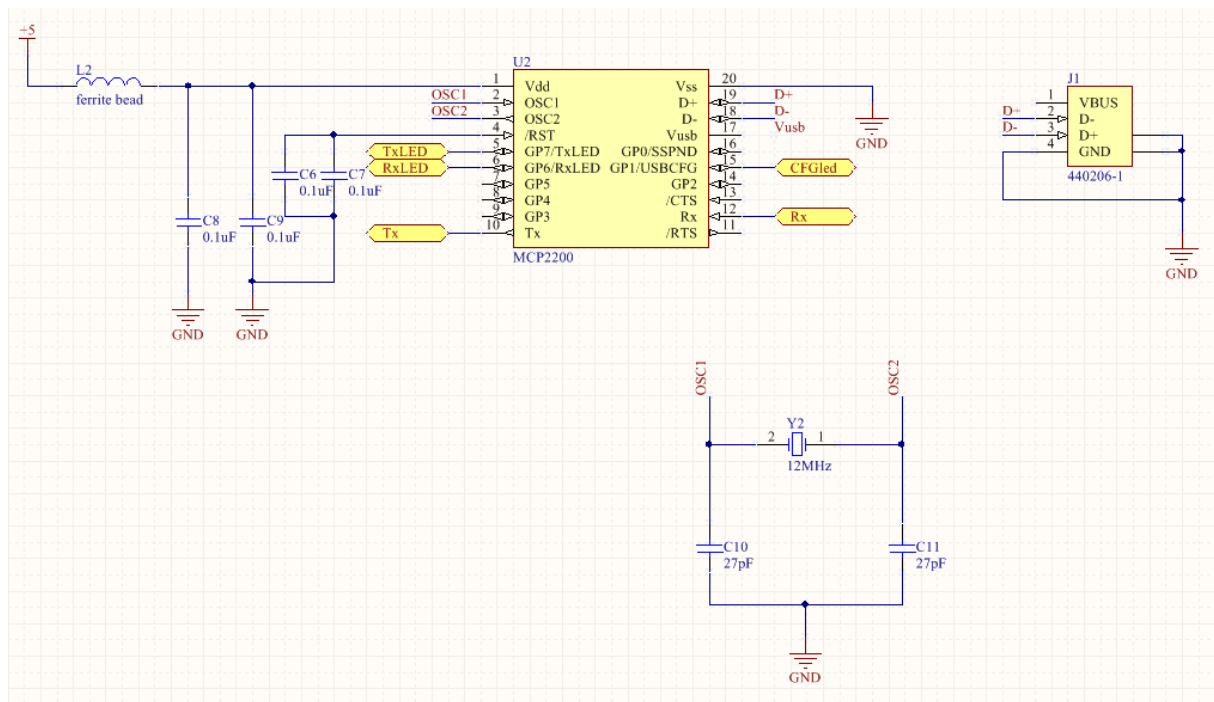 +5
L2
ferrite bead
C8
0.1uF
C9
0.1uF
GND
GND
C6
0.1uF
C7
0.1uF
OSC1
OSC2
TxLED
RxLED
Tx
U2
1 Vdd
2 OSC1
3 OSC2
4 /RST
5 GP7/TxLED
6 GP6/RxLED
7 GP5
8 GP4
9 GP3
10 Tx
Vss 20
D+ 19
D- 18
Vusb 17
GP0/SSPND 16
GP1/USBCFG 15
GP2 14
/CTS 13
Rx 12
/RTS 11
MCP2200
D+
D-
Vusb
GND
CFGled
Rx
J1
1 VBUS
D+ 2 D-
D- 3 D+
4 GND
440206-1
GND
OSC1
OSC2
Y2
2 1
12MHz
C10
27pF
C11
27pF
GND